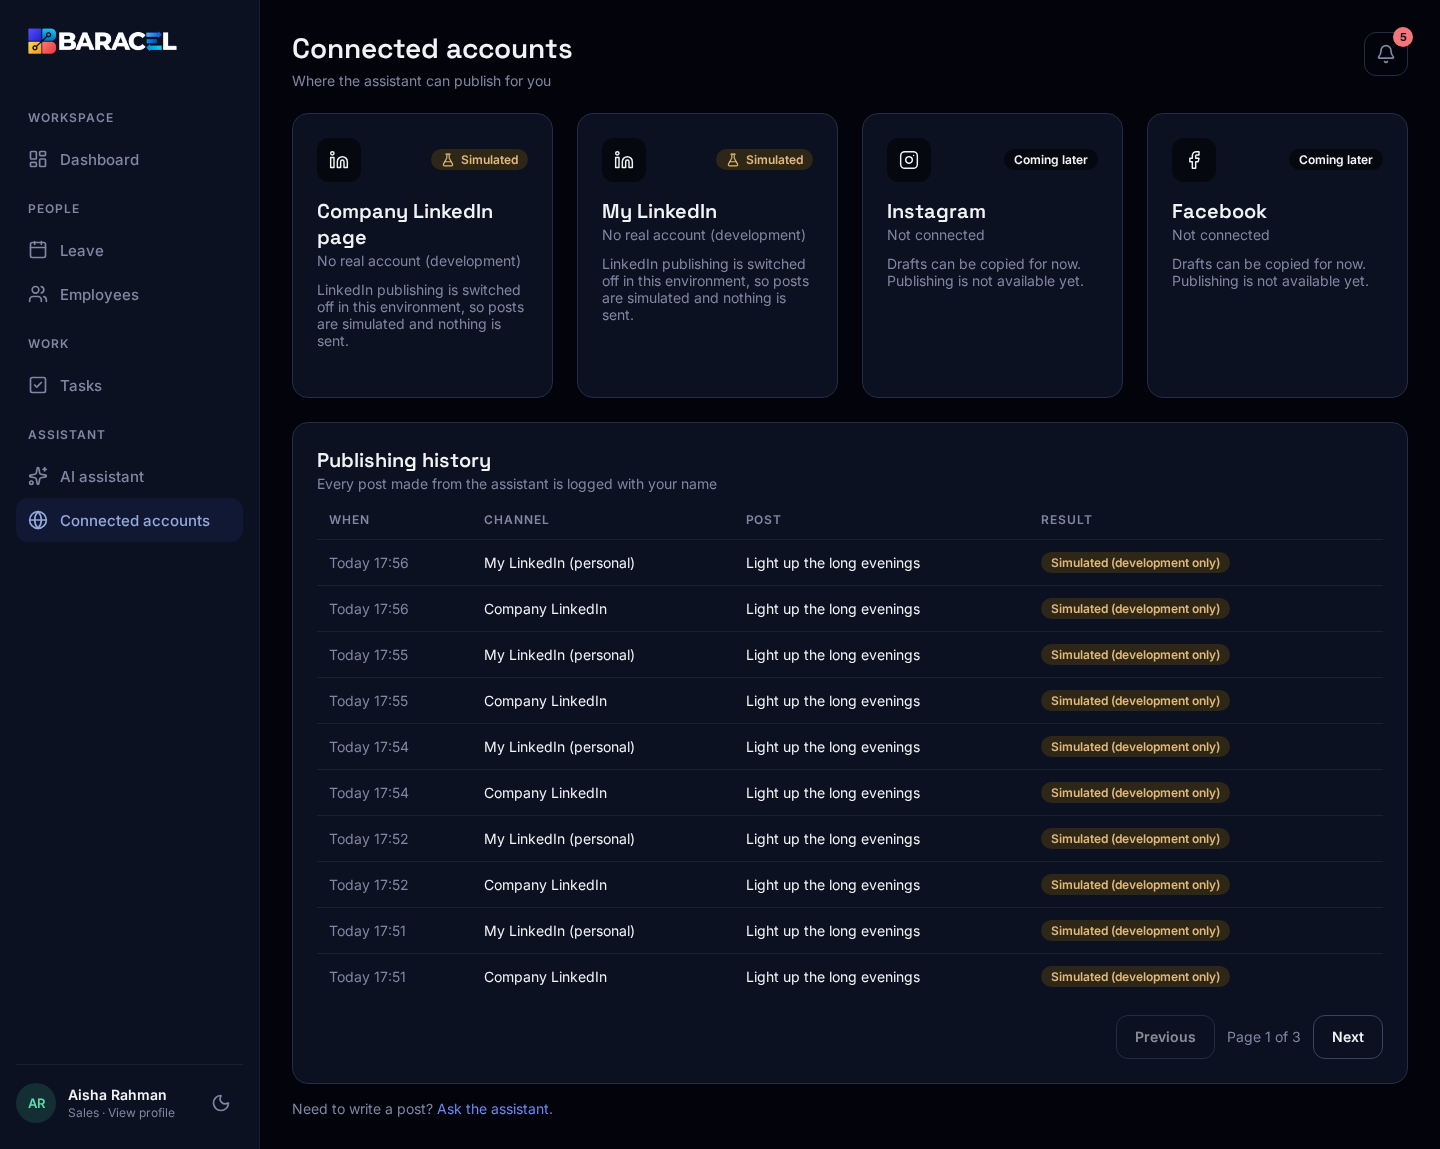 BARACEL
WORKSPACE
Dashboard
PEOPLE
Leave
Employees
WORK
Tasks
ASSISTANT
AI assistant
Connected accounts
AR
Aisha Rahman
Sales · View profile
Connected accounts
Where the assistant can publish for you
5
Simulated
Company LinkedIn
page
No real account (development)
LinkedIn publishing is switched
off in this environment, so posts
are simulated and nothing is
sent.
Simulated
My LinkedIn
No real account (development)
LinkedIn publishing is switched
off in this environment, so posts
are simulated and nothing is
sent.
Coming later
Instagram
Not connected
Drafts can be copied for now.
Publishing is not available yet.
Coming later
Facebook
Not connected
Drafts can be copied for now.
Publishing is not available yet.
Publishing history
Every post made from the assistant is logged with your name
WHEN CHANNEL POST RESULT
Today 17:56 My LinkedIn (personal) Light up the long evenings Simulated (development only)
Today 17:56 Company LinkedIn Light up the long evenings Simulated (development only)
Today 17:55 My LinkedIn (personal) Light up the long evenings Simulated (development only)
Today 17:55 Company LinkedIn Light up the long evenings Simulated (development only)
Today 17:54 My LinkedIn (personal) Light up the long evenings Simulated (development only)
Today 17:54 Company LinkedIn Light up the long evenings Simulated (development only)
Today 17:52 My LinkedIn (personal) Light up the long evenings Simulated (development only)
Today 17:52 Company LinkedIn Light up the long evenings Simulated (development only)
Today 17:51 My LinkedIn (personal) Light up the long evenings Simulated (development only)
Today 17:51 Company LinkedIn Light up the long evenings Simulated (development only)
Previous Page 1 of 3 Next
Need to write a post? Ask the assistant.